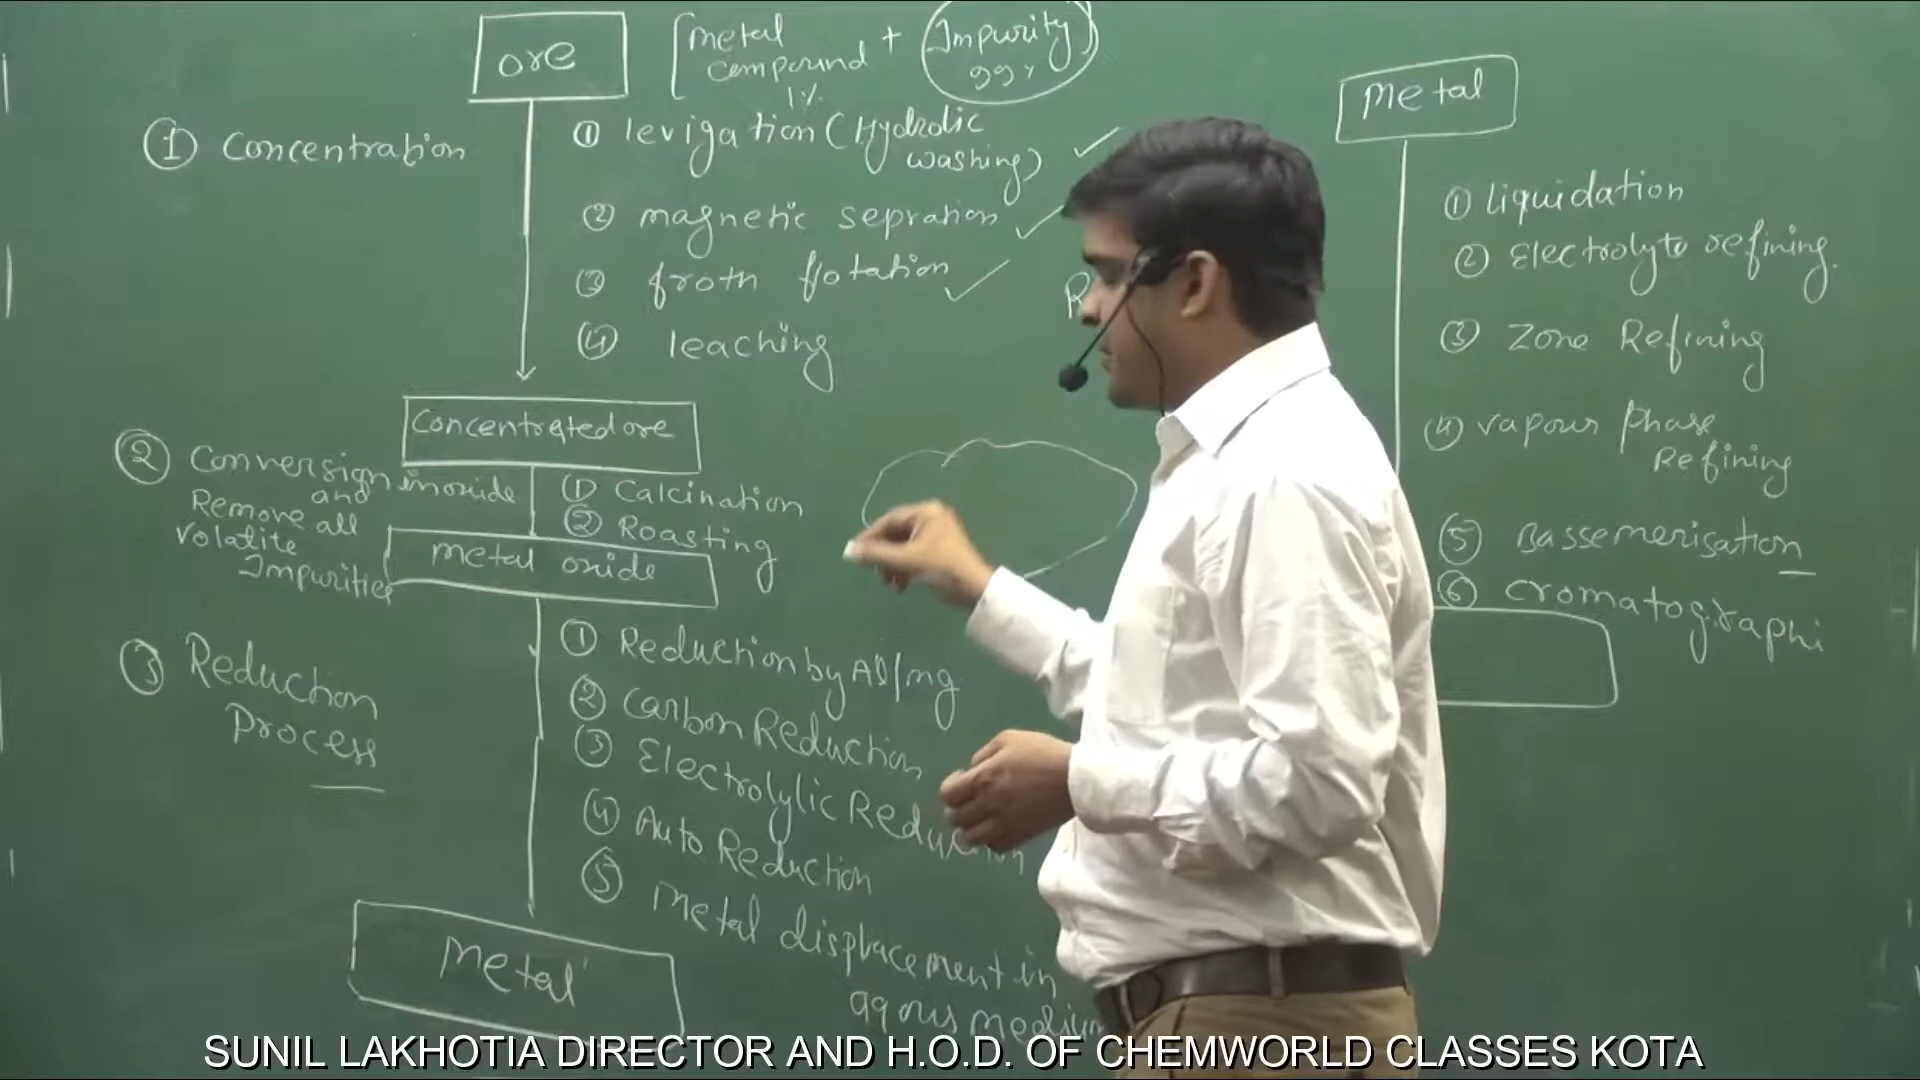 ore
metal compound + Impurity
1% 99%
① Concentration
① levigation (Hydrolic
washing)
② magnetic sepration
③ froth flotation
④ leaching
Concentrated ore
② Conversion in oxide
and
Remove all
volatite
Impurities
① Calcination
② Roasting
metal oxide
③ Reduction
Process
① Reduction by Al/mg
② Carbon Reduction
③ Electrolylic Reduction
④ Auto Reduction
⑤ metal displacement in
aqous medium
Metal
Metal
① Liquidation
② Electrolyte refining.
③ Zone Refining
④ vapour phase
Refining
⑤ Bassemerisation
⑥ cromatographi
SUNIL LAKHOTIA DIRECTOR AND H.O.D. OF CHEMWORLD CLASSES KOTA